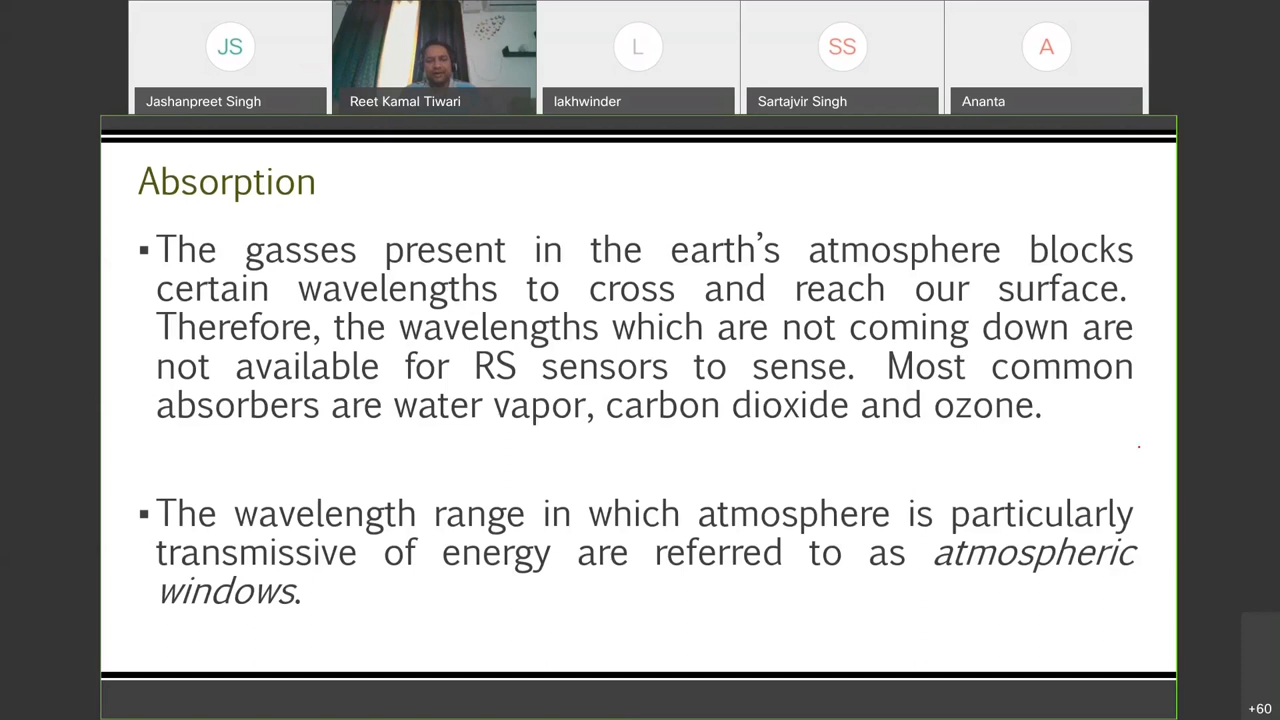 JS
L
SS
A
Jashanpreet Singh
Reet Kamal Tiwari
lakhwinder
Sartajvir Singh
Ananta
Absorption
▪ The gasses present in the earth’s atmosphere blocks
certain wavelengths to cross and reach our surface.
Therefore, the wavelengths which are not coming down are
not available for RS sensors to sense. Most common
absorbers are water vapor, carbon dioxide and ozone.
▪ The wavelength range in which atmosphere is particularly
transmissive of energy are referred to as atmospheric
windows.
+60